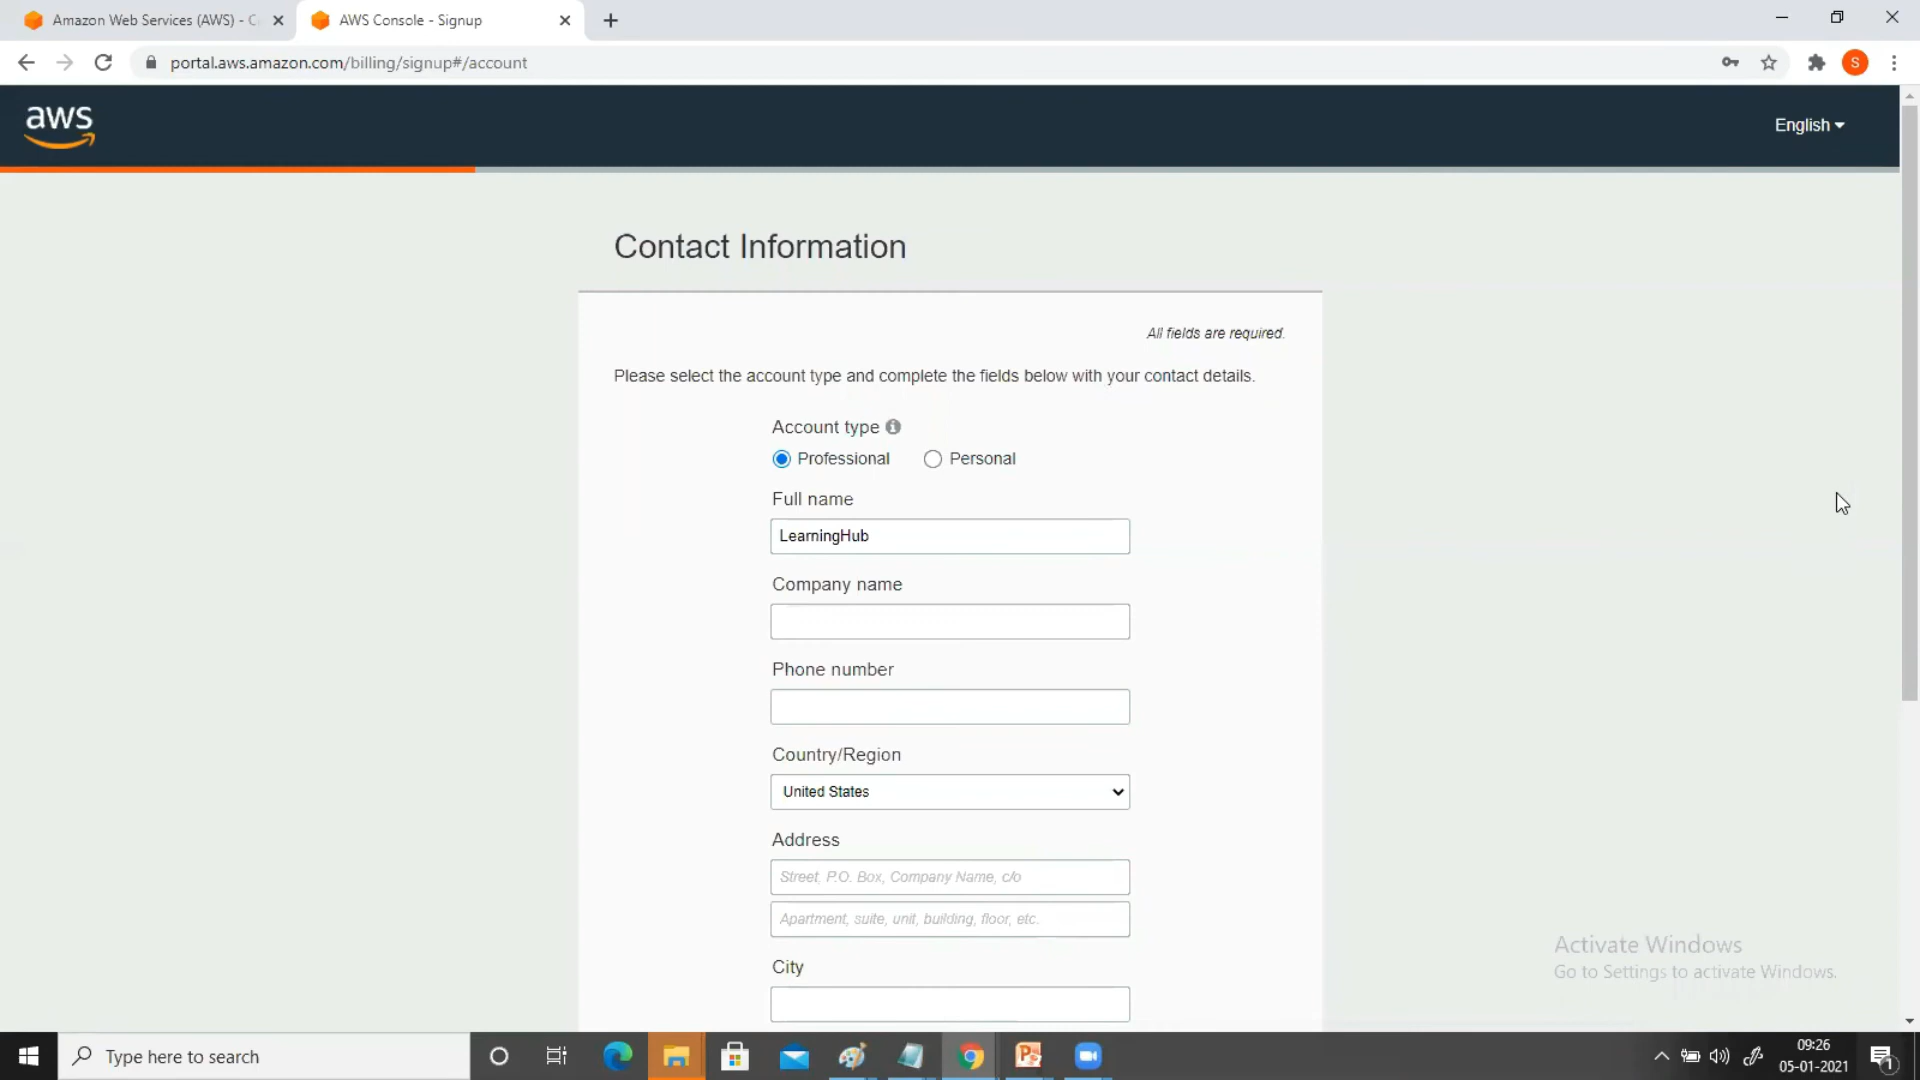 Amazon Web Services (AWS) - C
AWS Console - Signup
portal.aws.amazon.com/billing/signup#/account
S
aws
English
Contact Information
All fields are required.
Please select the account type and complete the fields below with your contact details.
Account type
Professional
Personal
Full name
LearningHub
Company name
Phone number
Country/Region
United States
Address
Street, P.O. Box, Company Name, c/o
Apartment, suite, unit, building, floor, etc.
City
Activate Windows
Go to Settings to activate Windows.
Type here to search
09:26
05-01-2021
1